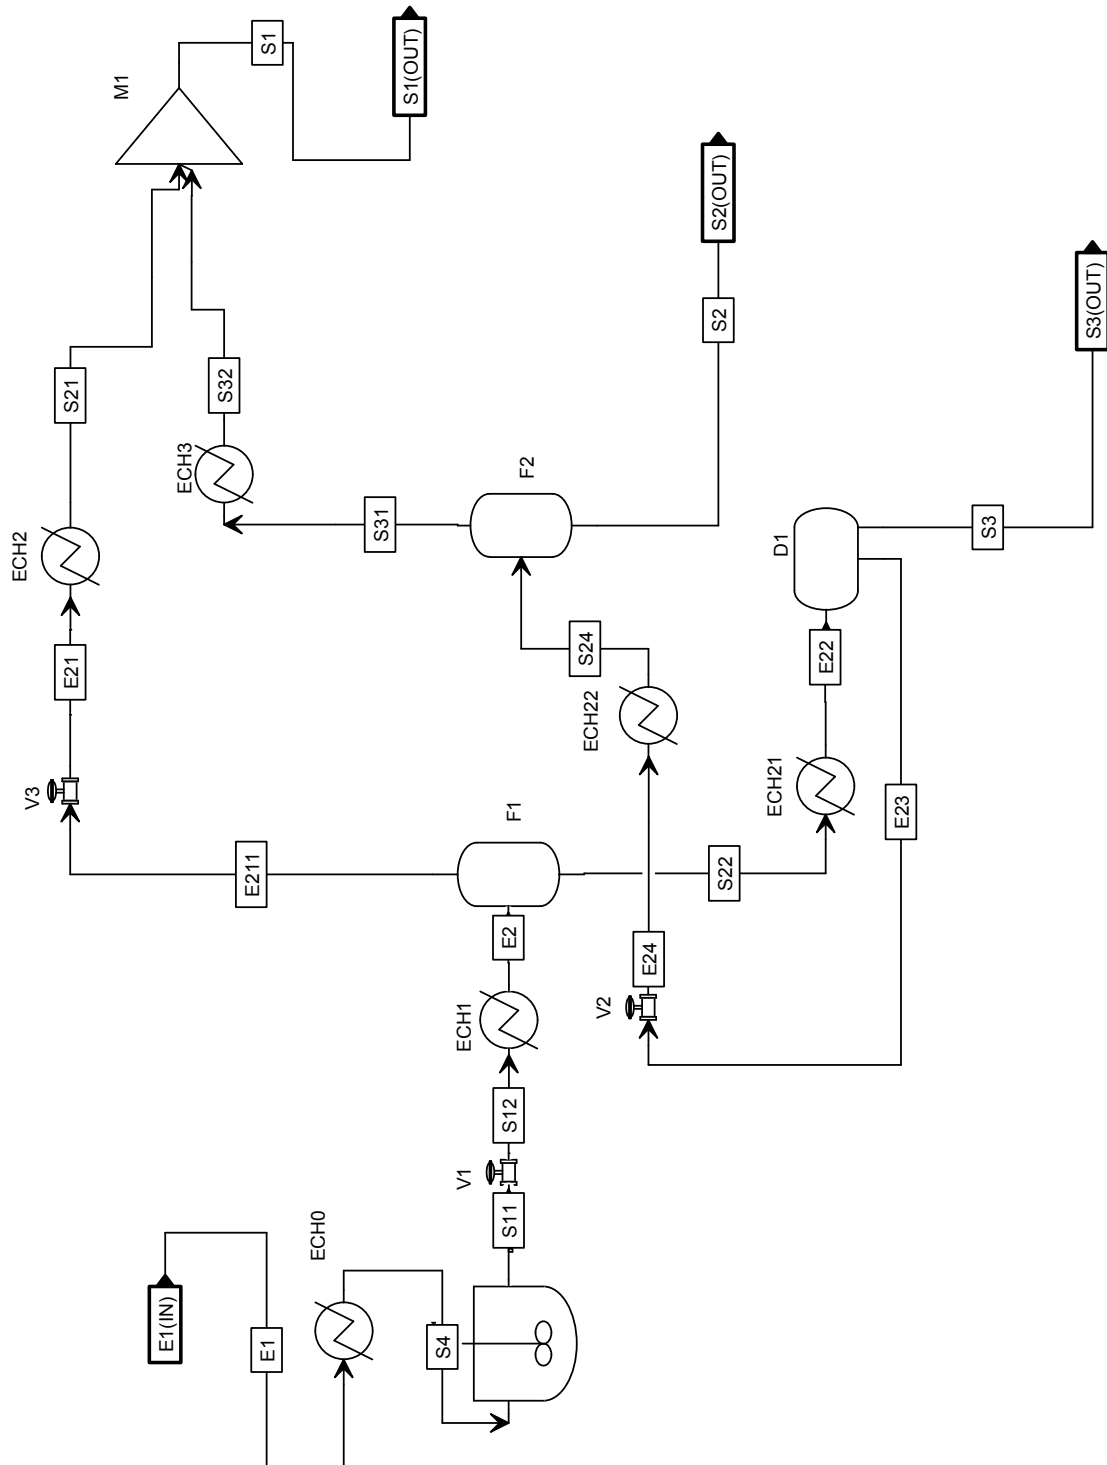 E1(IN)
E1
ECH0
S4
S11
V1
S12
ECH1
E2
F1
E211
V3
E21
ECH2
S21
M1
S1
S1(OUT)
S22
ECH21
E22
D1
S3
S3(OUT)
E23
V2
E24
ECH22
S24
F2
S31
ECH3
S32
S2
S2(OUT)